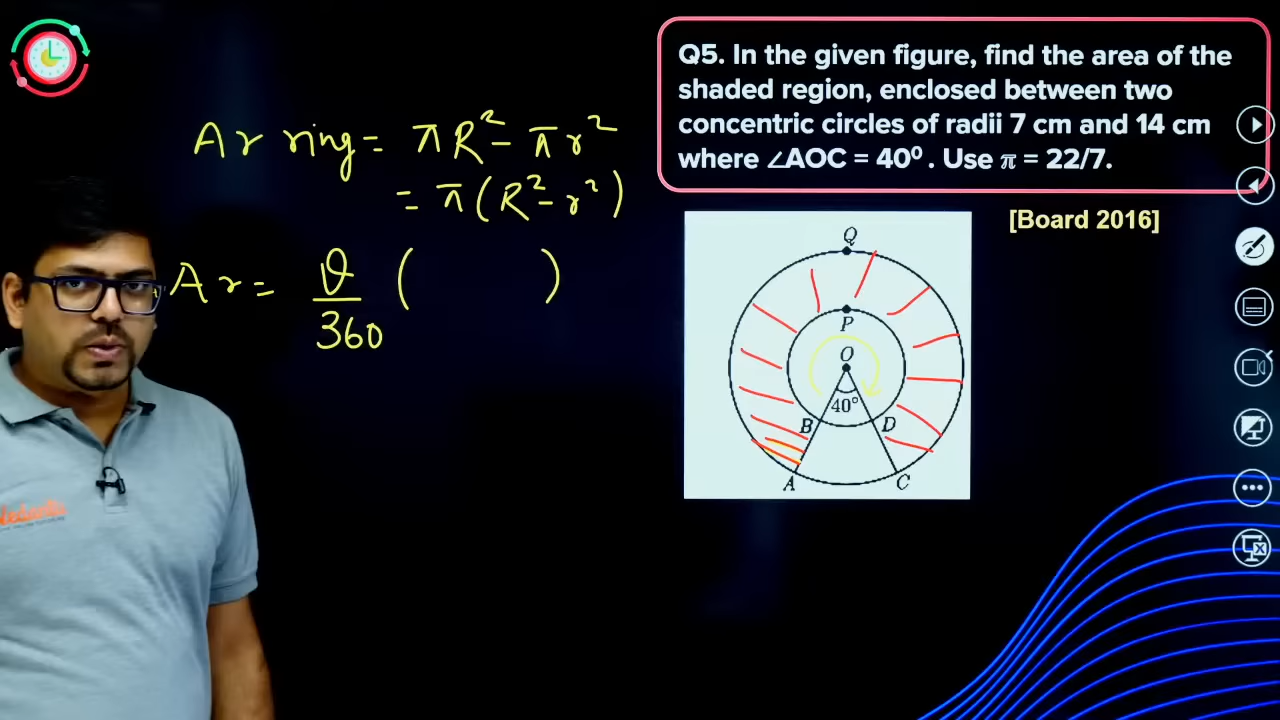 Q5. In the given figure, find the area of the
shaded region, enclosed between two
concentric circles of radii 7 cm and 14 cm
where ∠AOC = 40⁰ . Use π = 22/7.
[Board 2016]
Ar ring = πR² - πr²
= π(R² - r²)
Ar = θ/360 ( )
Q
P
O
40°
B D
A C
Vedantu